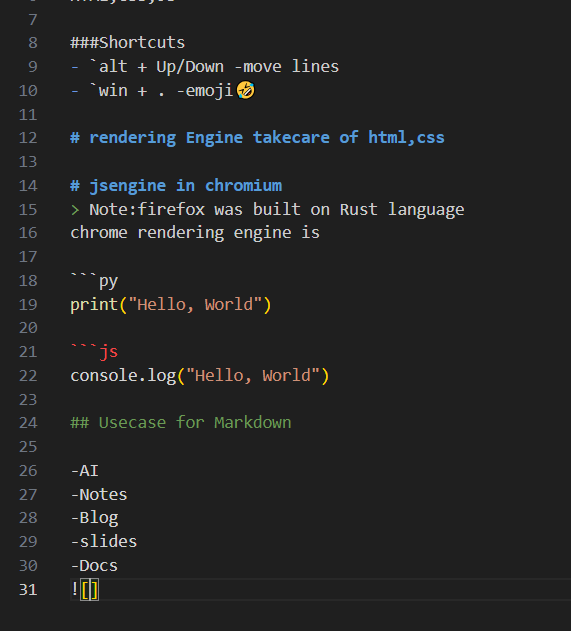 7
8 ###Shortcuts
9 - `alt + Up/Down -move lines
10 - `win + . -emoji🤣
11
12 # rendering Engine takecare of html,css
13
14 # jsengine in chromium
15 > Note:firefox was built on Rust language
16 chrome rendering engine is
17
18 ```py
19 print("Hello, World")
20
21 ```js
22 console.log("Hello, World")
23
24 ## Usecase for Markdown
25
26 -AI
27 -Notes
28 -Blog
29 -slides
30 -Docs
31 ![]